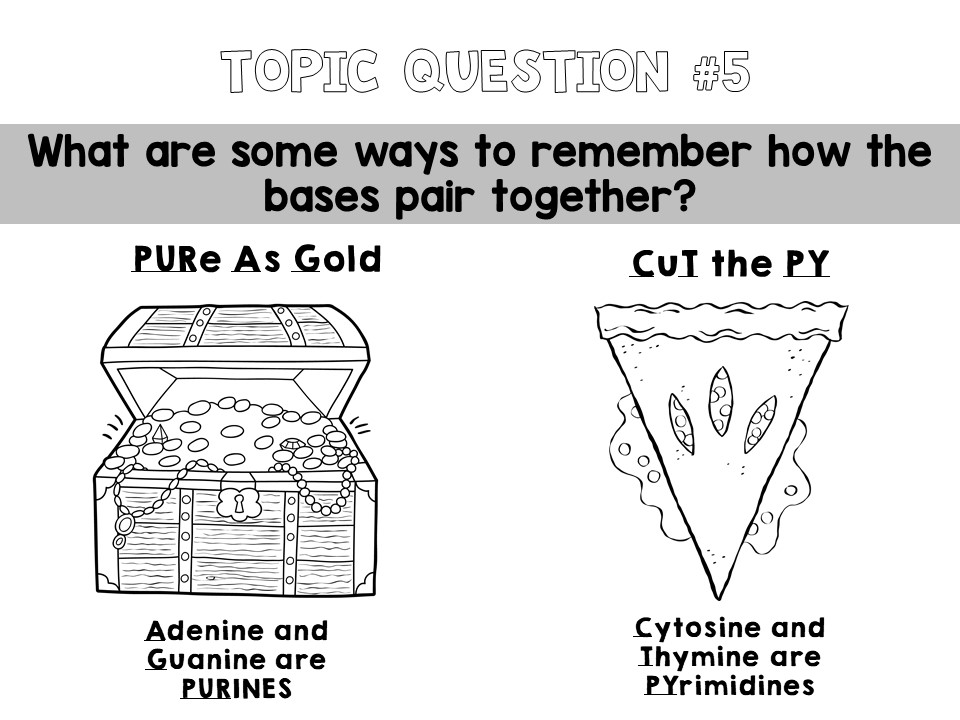 TOPIC QUESTION #5
What are some ways to remember how the
bases pair together?
PURe As Gold
CuT the PY
Adenine and
Guanine are
PURINES
Cytosine and
Thymine are
PYrimidines